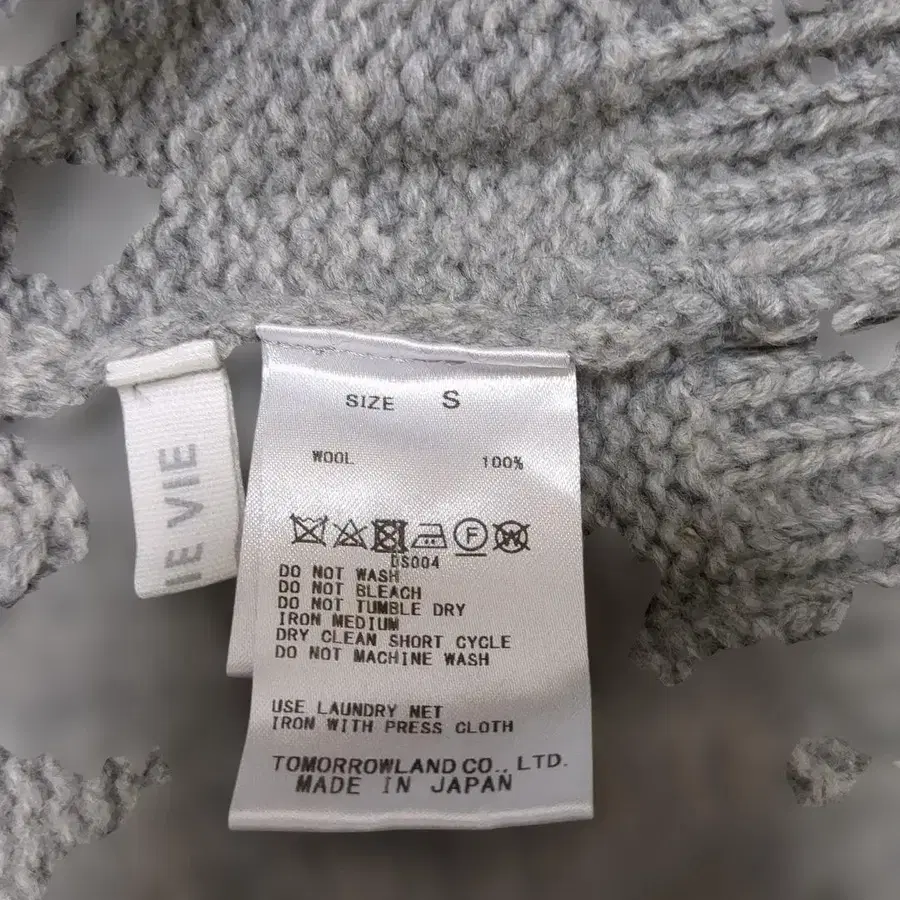 IE VIE
SIZE S
WOOL 100%
F W
DS004
DO NOT WASH
DO NOT BLEACH
DO NOT TUMBLE DRY
IRON MEDIUM
DRY CLEAN SHORT CYCLE
DO NOT MACHINE WASH
USE LAUNDRY NET
IRON WITH PRESS CLOTH
TOMORROWLAND CO., LTD.
MADE IN JAPAN